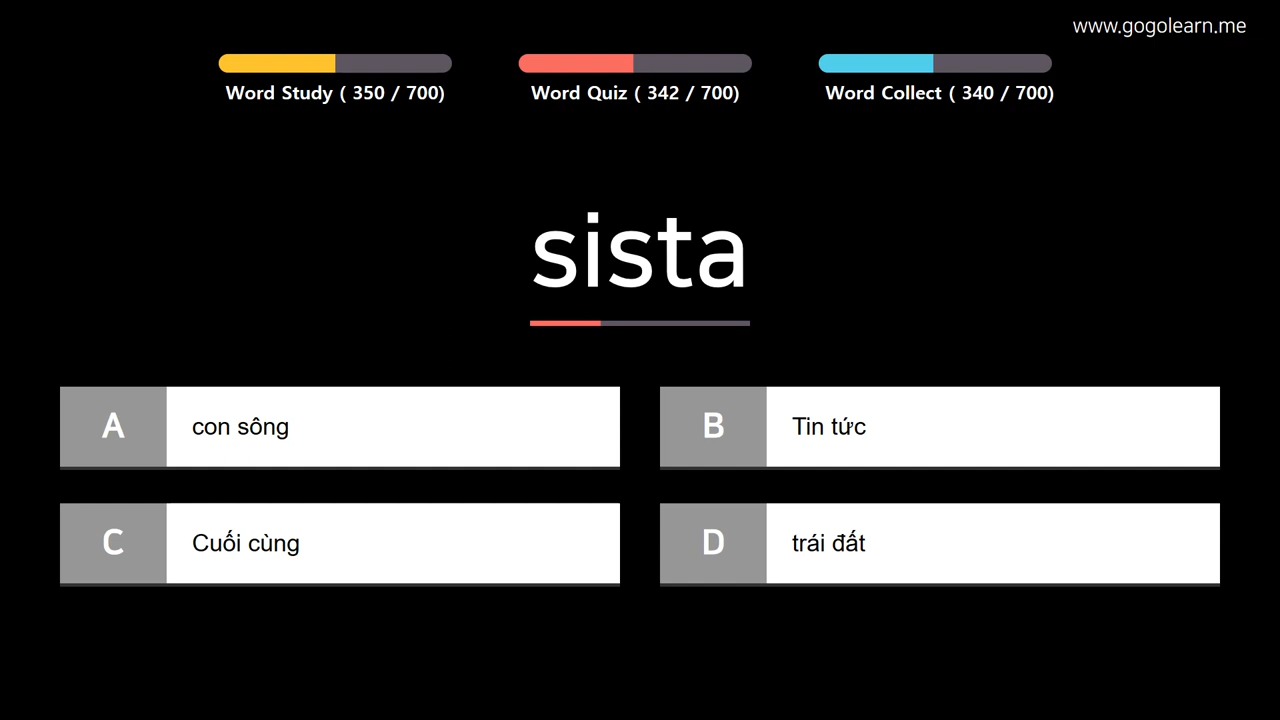 www.gogolearn.me
Word Study ( 350 / 700)
Word Quiz ( 342 / 700)
Word Collect ( 340 / 700)
sista
A con sông
B Tin tức
C Cuối cùng
D trái đất